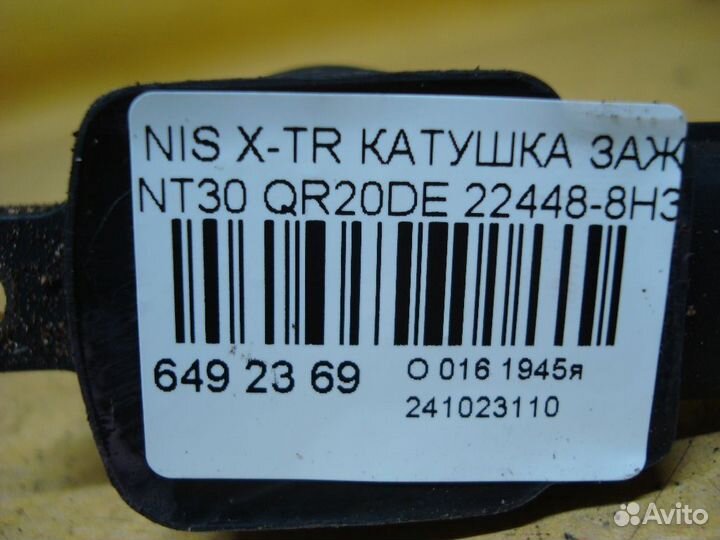 NIS X-TR КАТУШКА ЗАЖ
NT30 QR20DE 22448-8H3
649 23 69
О 016 1945я
241023110
Avito